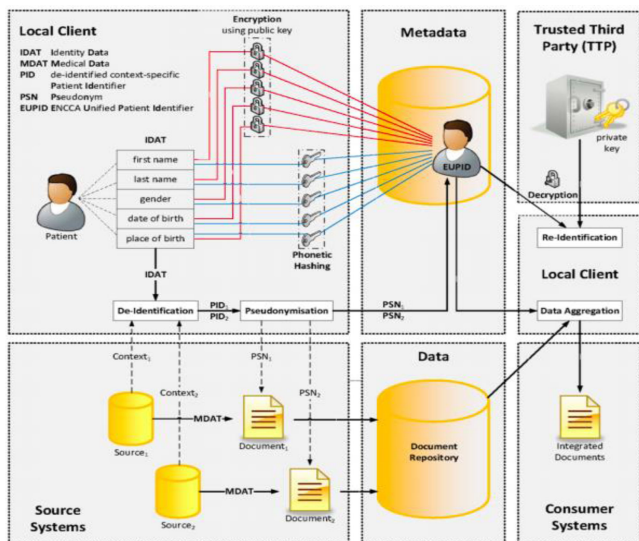 Local Client
IDAT Identity Data
MDAT Medical Data
PID de-identified context-specific
Patient Identifier
PSN Pseudonym
EUPID ENCCA Unified Patient Identifier
Encryption
using public key
Metadata
Trusted Third
Party (TTP)
private
key
Decryption
Re-Identification
IDAT
first name
last name
gender
date of birth
place of birth
Patient
EUPID
Phonetic
Hashing
IDAT
De-Identification
PID₁
PID₂
Pseudonymisation
PSN₁
PSN₂
Local Client
Data Aggregation
Context₁
Context₂
PSN₁
PSN₂
Source₁
MDAT
Document₁
Source₂
MDAT
Document₂
Source
Systems
Data
Document
Repository
Integrated
Documents
Consumer
Systems